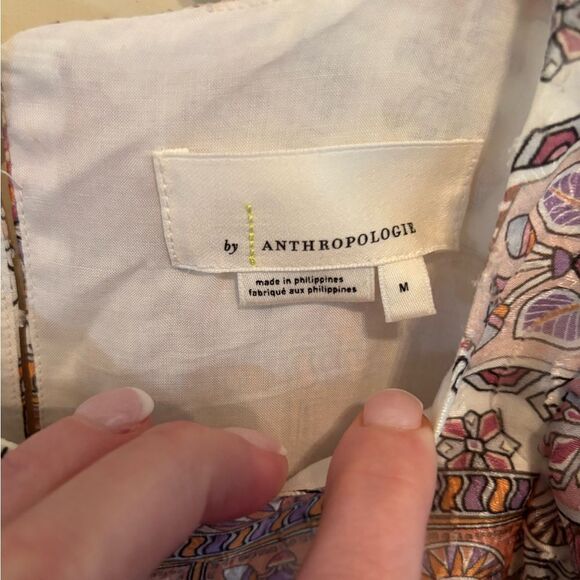 by ANTHROPOLOGIE
made in philippines
fabriqué aux philippines
M